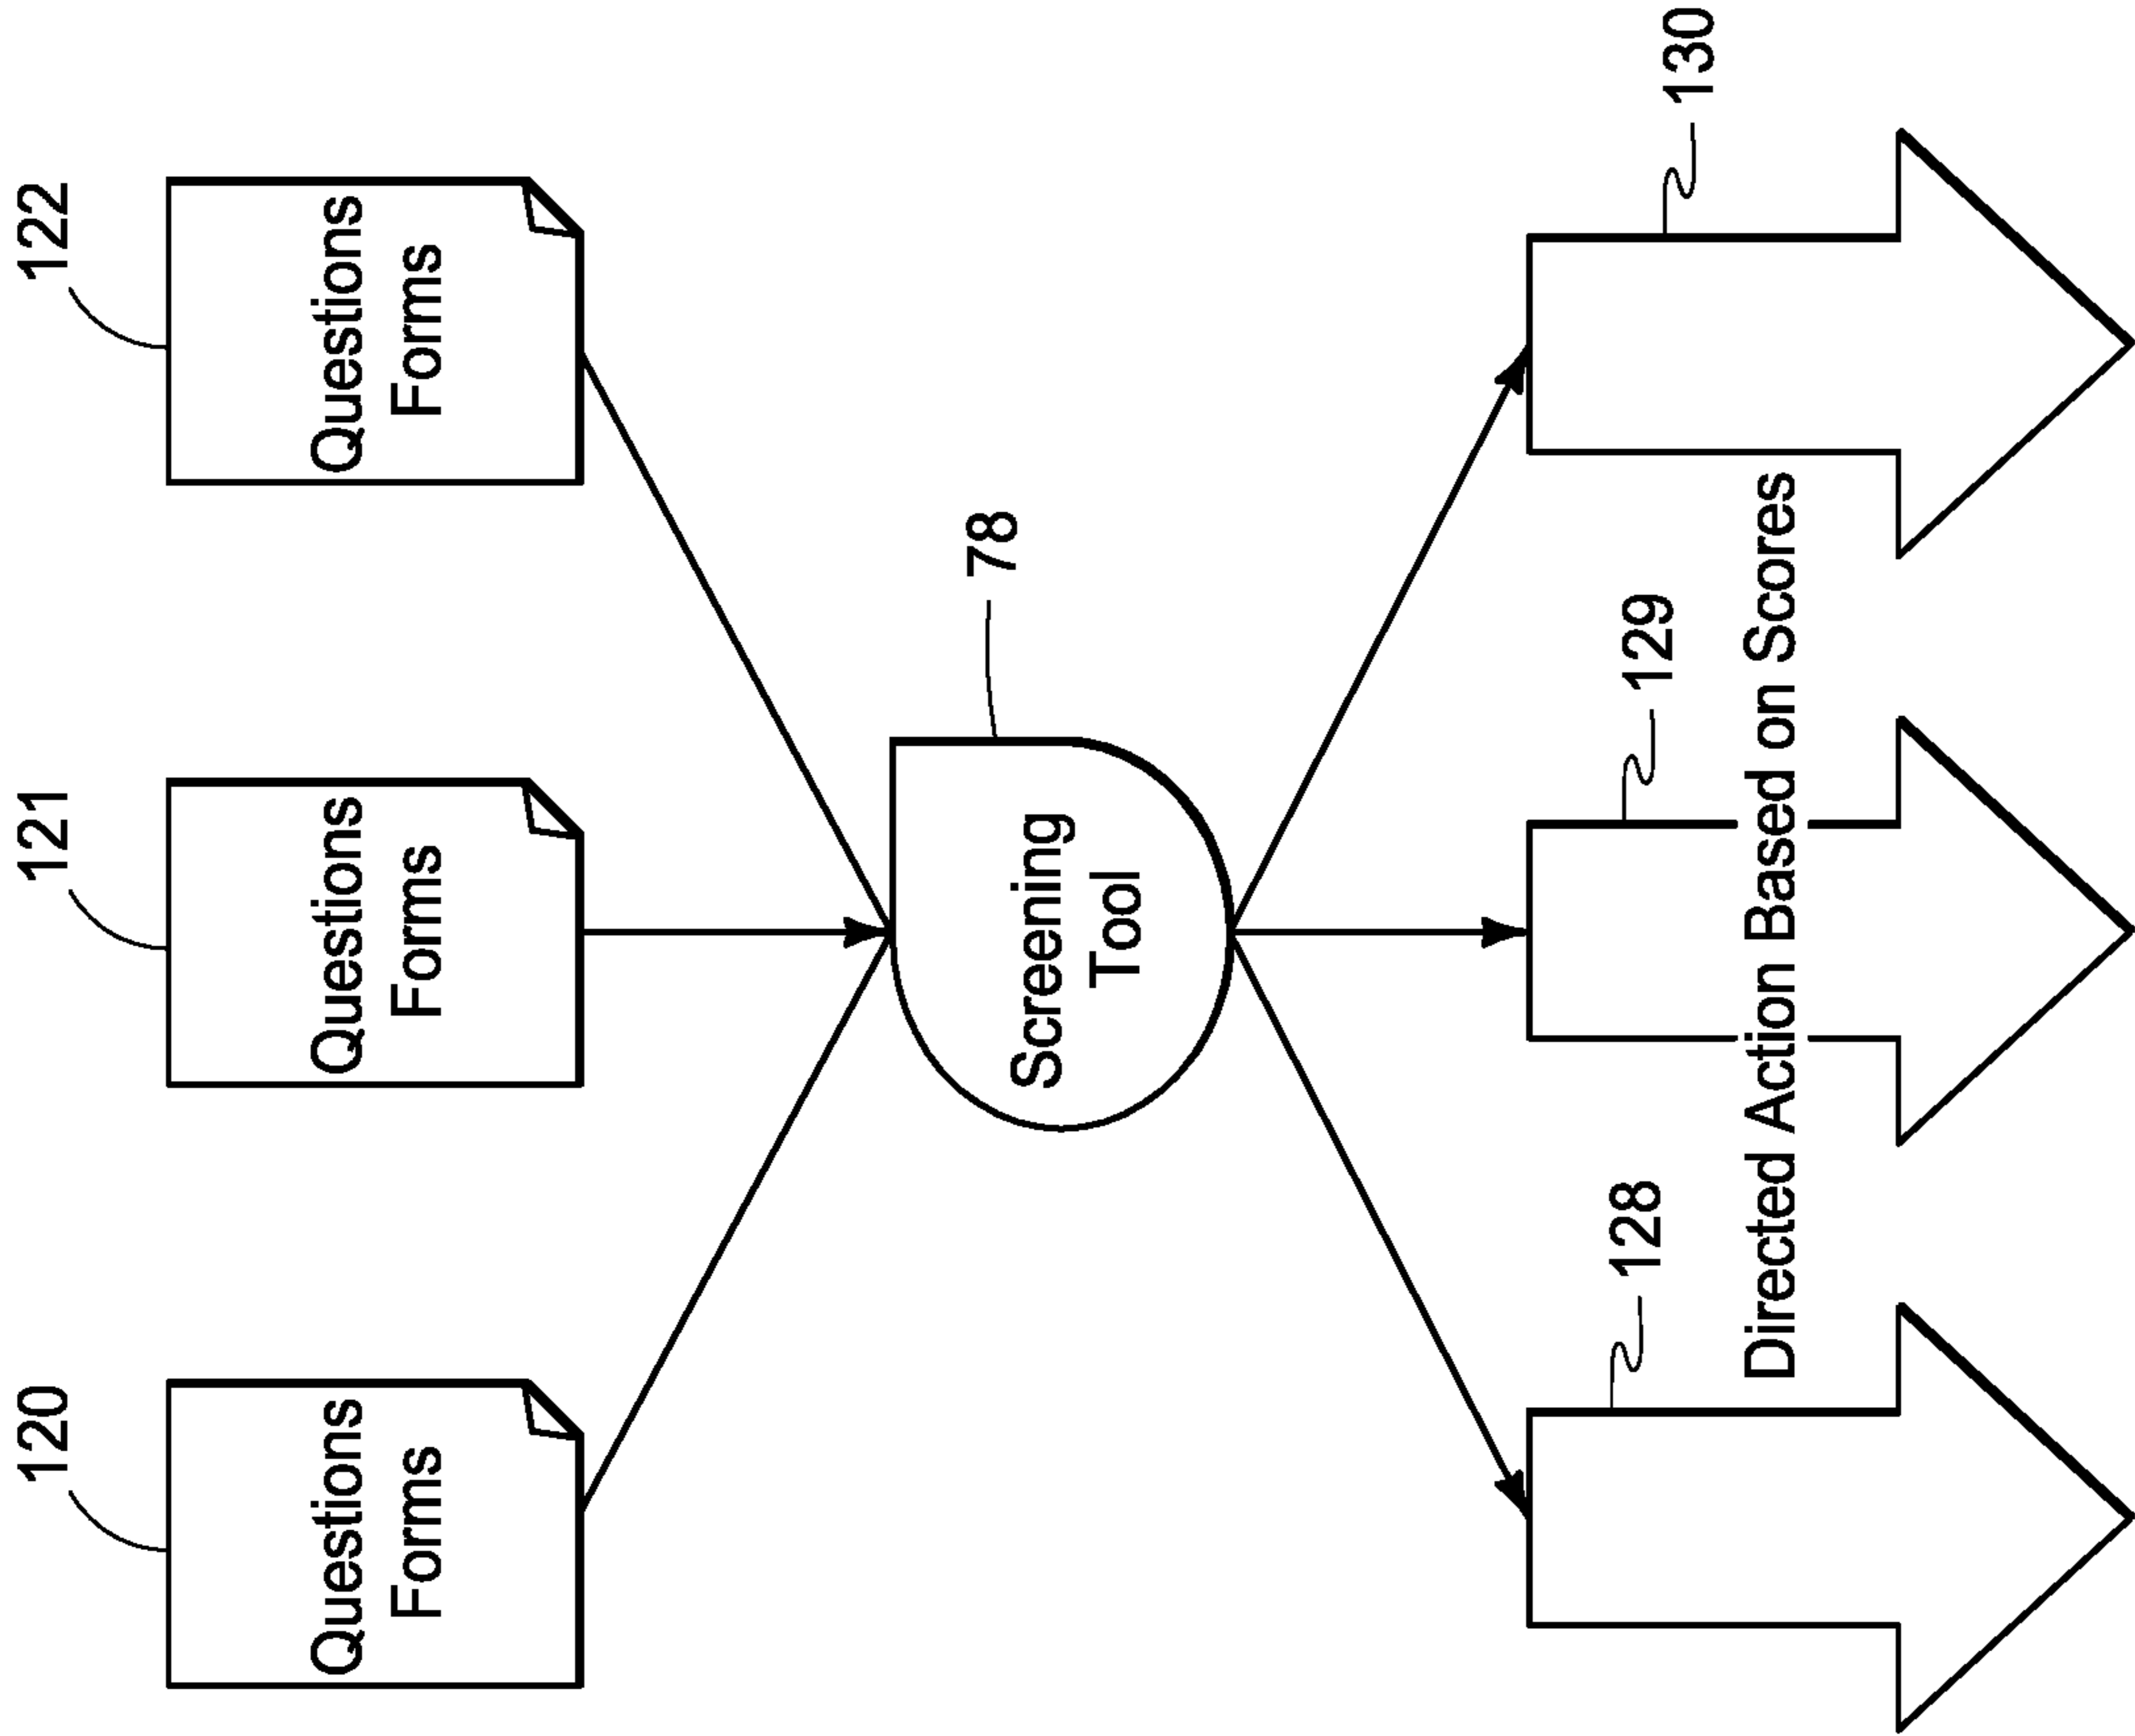 120
Questions
Forms
121
Questions
Forms
122
Questions
Forms
78
Screening
Tool
128
129
130
Directed Action Based on Scores